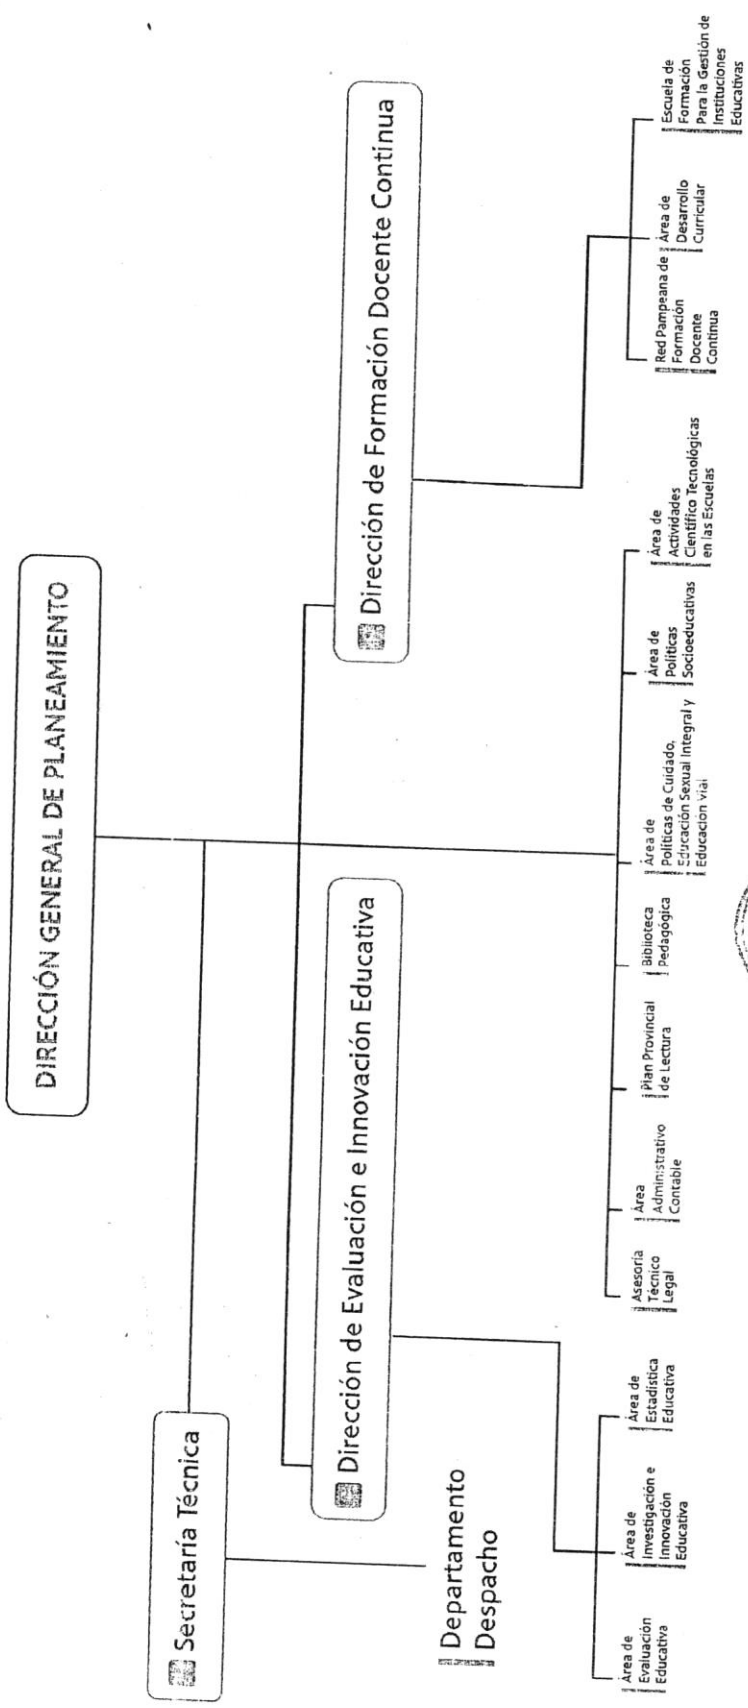 DIRECCIÓN GENERAL DE PLANEAMIENTO
Secretaría Técnica
Departamento
Despacho
Dirección de Evaluación e Innovación Educativa
Dirección de Formación Docente Continua
Área de
Evaluación
Educativa
Área de
Investigación e
Innovación
Educativa
Área de
Estadística
Educativa
Asesoría
Técnico
Legal
Área
Administrativo
Contable
Plan Provincial
de Lectura
Biblioteca
Pedagógica
Área de
Políticas de Cuidado,
Educación Sexual Integral y
Educación Vial
Área de
Políticas
Socioeducativas
Área de
Actividades
Científico Tecnológicas
en las Escuelas
Red Pampeana de
Formación
Docente
Continua
Área de
Desarrollo
Curricular
Escuela de
Formación
Para la Gestión de
Instituciones
Educativas